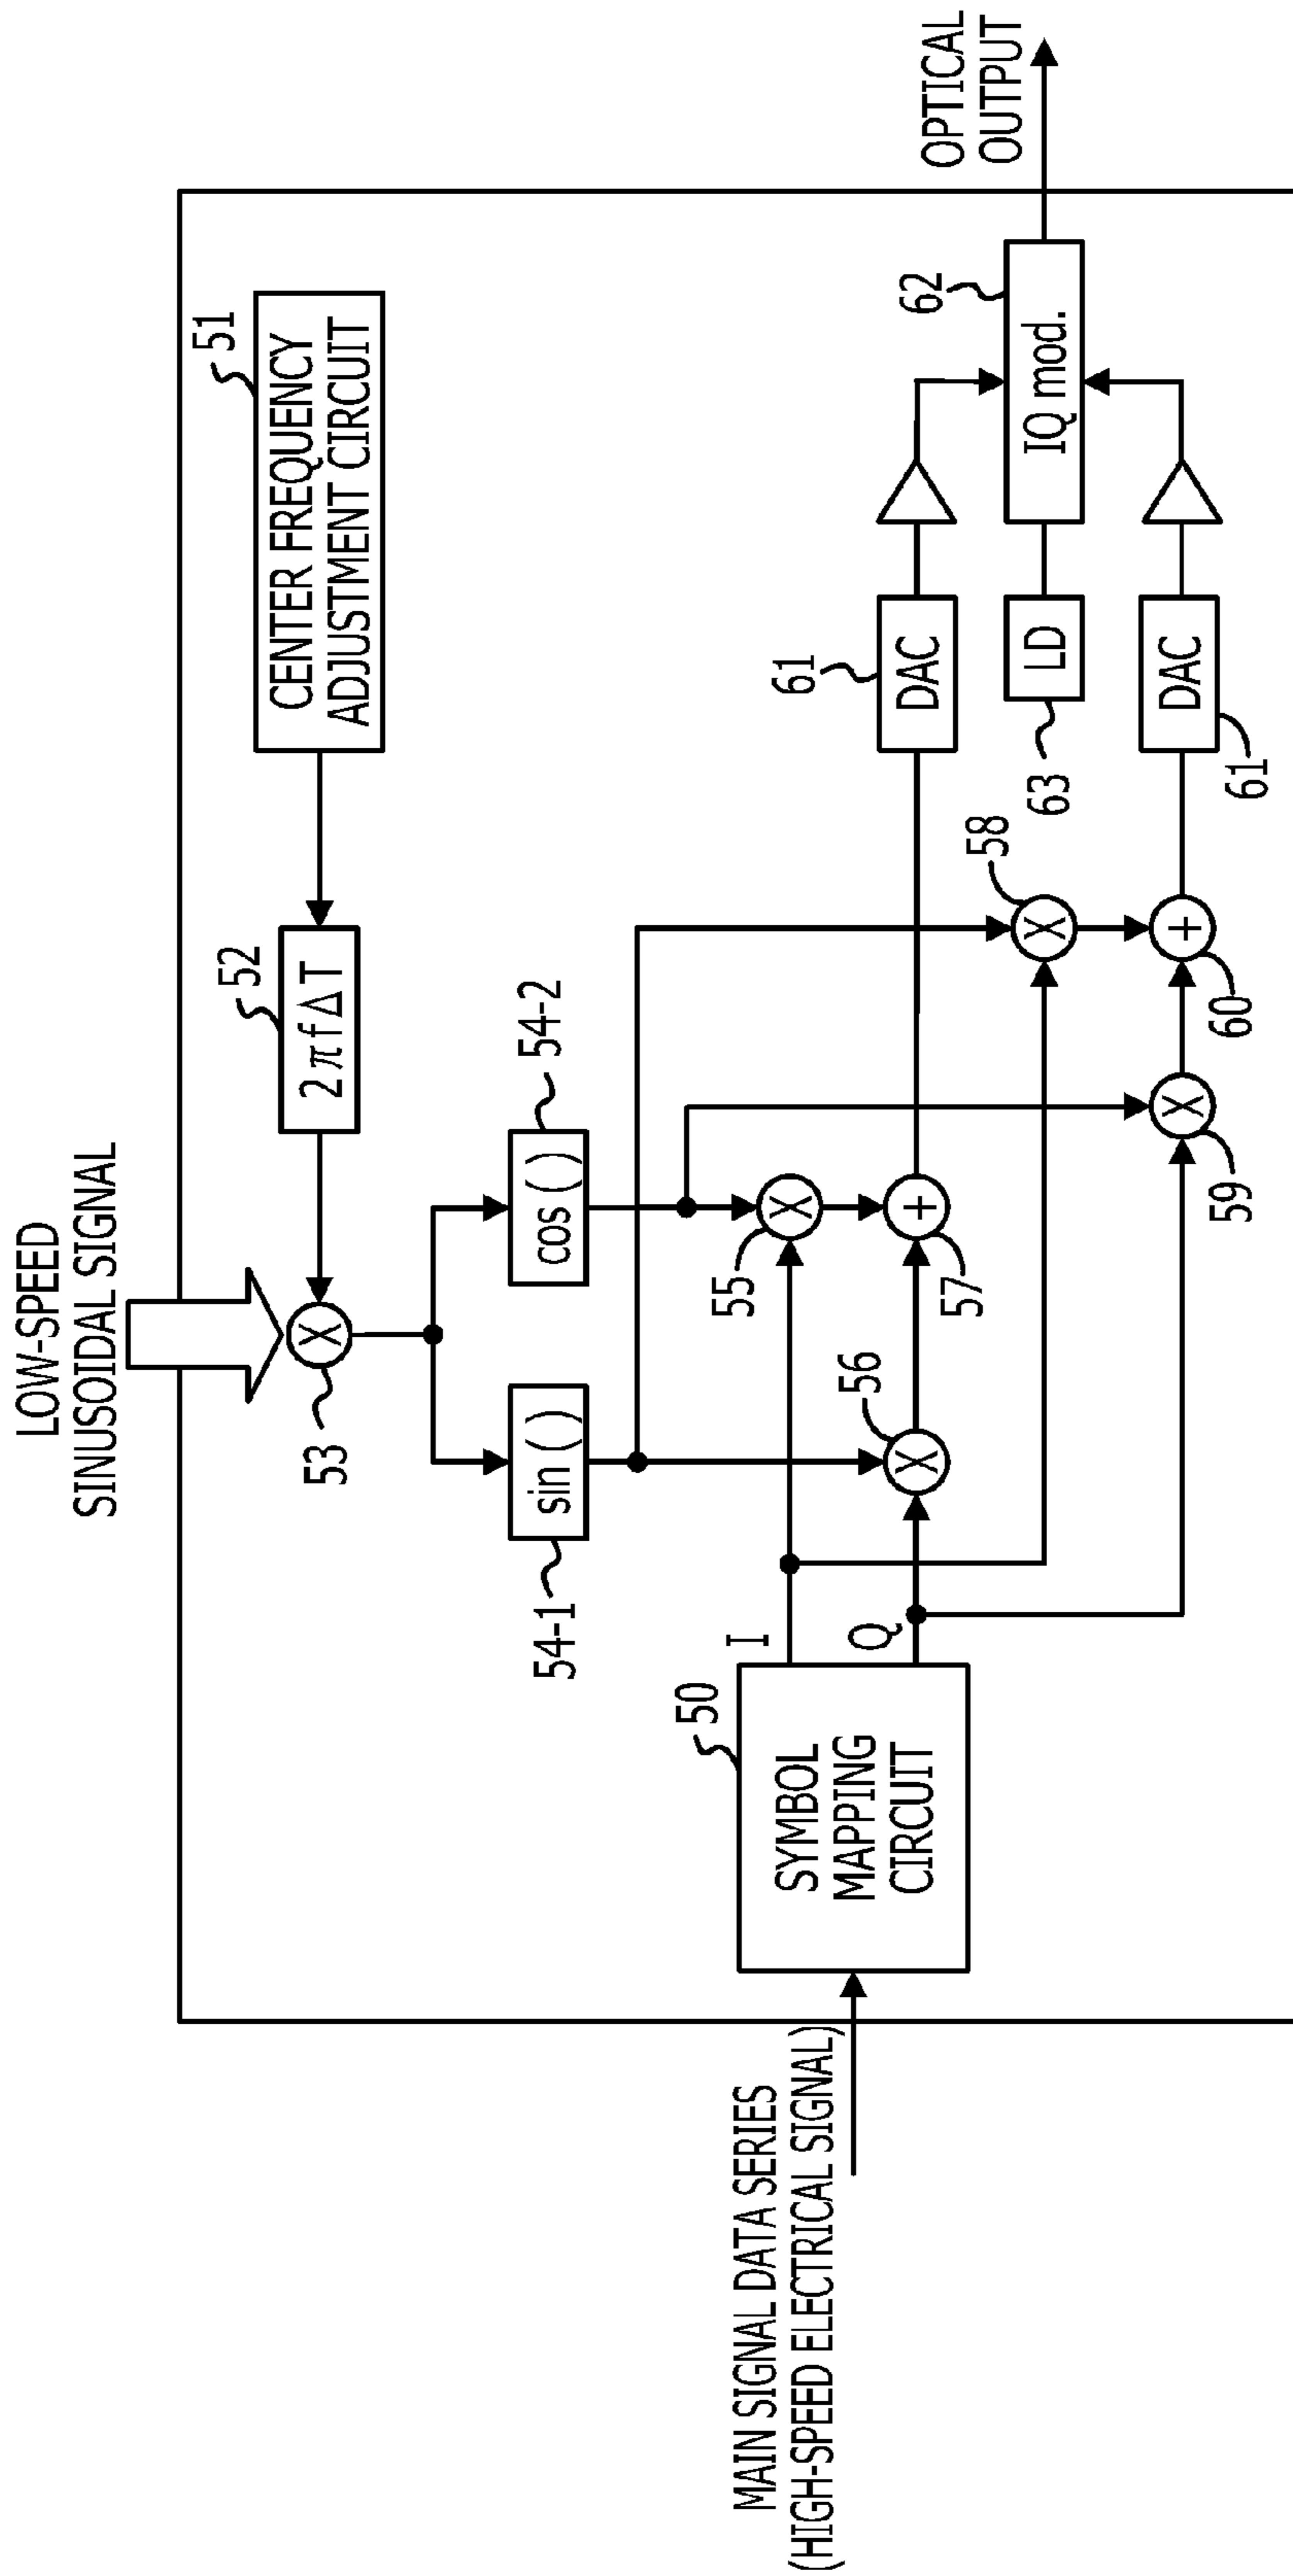 LOW-SPEED
SINUSOIDAL SIGNAL
51
CENTER FREQUENCY
ADJUSTMENT CIRCUIT
52
2πfΔT
53
54-1
sin ( )
54-2
cos ( )
MAIN SIGNAL DATA SERIES
(HIGH-SPEED ELECTRICAL SIGNAL)
50
SYMBOL
MAPPING
CIRCUIT
I
Q
55
X
56
X
57
+
58
X
59
X
60
+
X
61
DAC
63
LD
61
DAC
62
IQ mod.
OPTICAL
OUTPUT